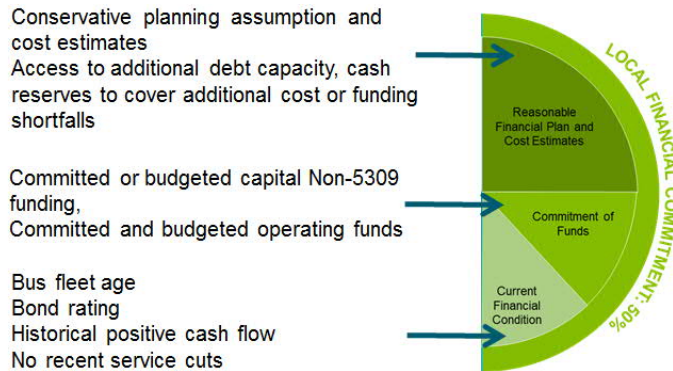 Conservative planning assumption and
cost estimates
Access to additional debt capacity, cash
reserves to cover additional cost or funding
shortfalls
Committed or budgeted capital Non-5309
funding,
Committed and budgeted operating funds
Bus fleet age
Bond rating
Historical positive cash flow
No recent service cuts
Reasonable
Financial Plan and
Cost Estimates
Commitment of
Funds
Current
Financial
Condition
LOCAL FINANCIAL COMMITMENT: 50%